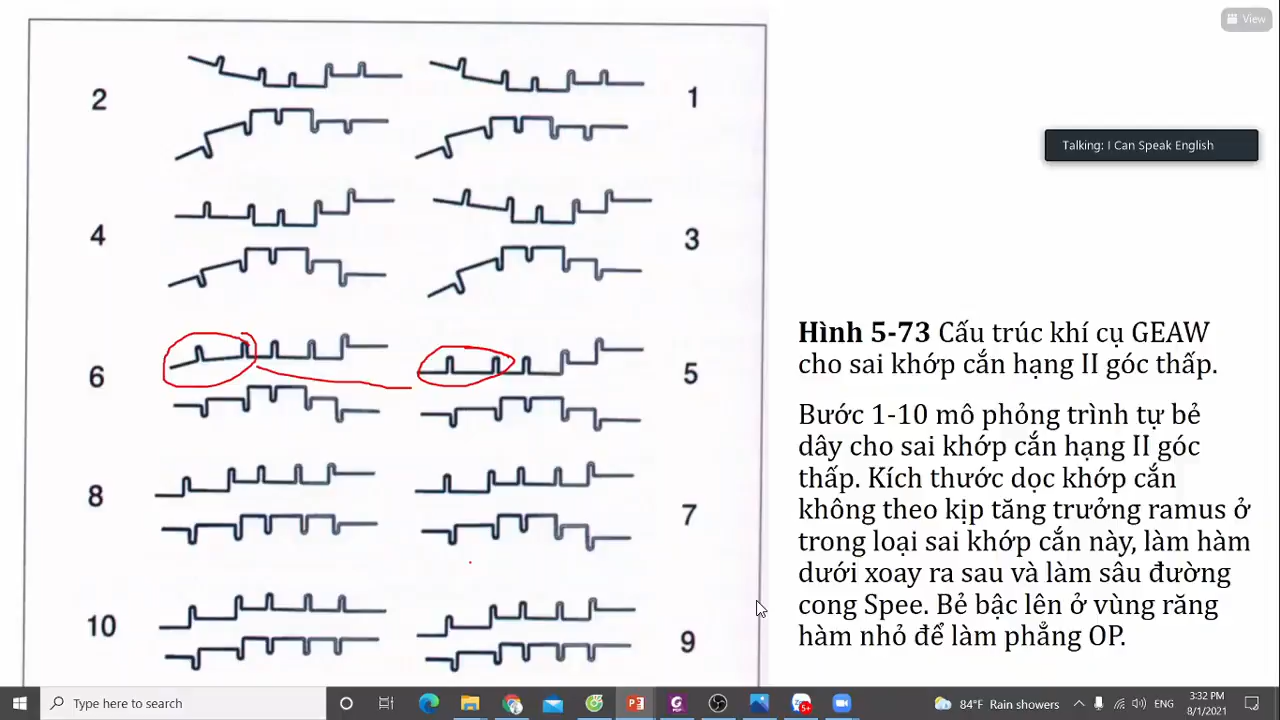 View
2
1
Talking: I Can Speak English
4
3
Hình 5-73 Cấu trúc khí cụ GEAW
cho sai khớp cắn hạng II góc thấp.
6
5
Bước 1-10 mô phỏng trình tự bẻ
dây cho sai khớp cắn hạng II góc
thấp. Kích thước dọc khớp cắn
không theo kịp tăng trưởng ramus ở
trong loại sai khớp cắn này, làm hàm
dưới xoay ra sau và làm sâu đường
cong Spee. Bẻ bậc lên ở vùng răng
hàm nhỏ để làm phẳng OP.
8
7
10
9
Type here to search
84°F Rain showers
ENG
3:32 PM
8/1/2021